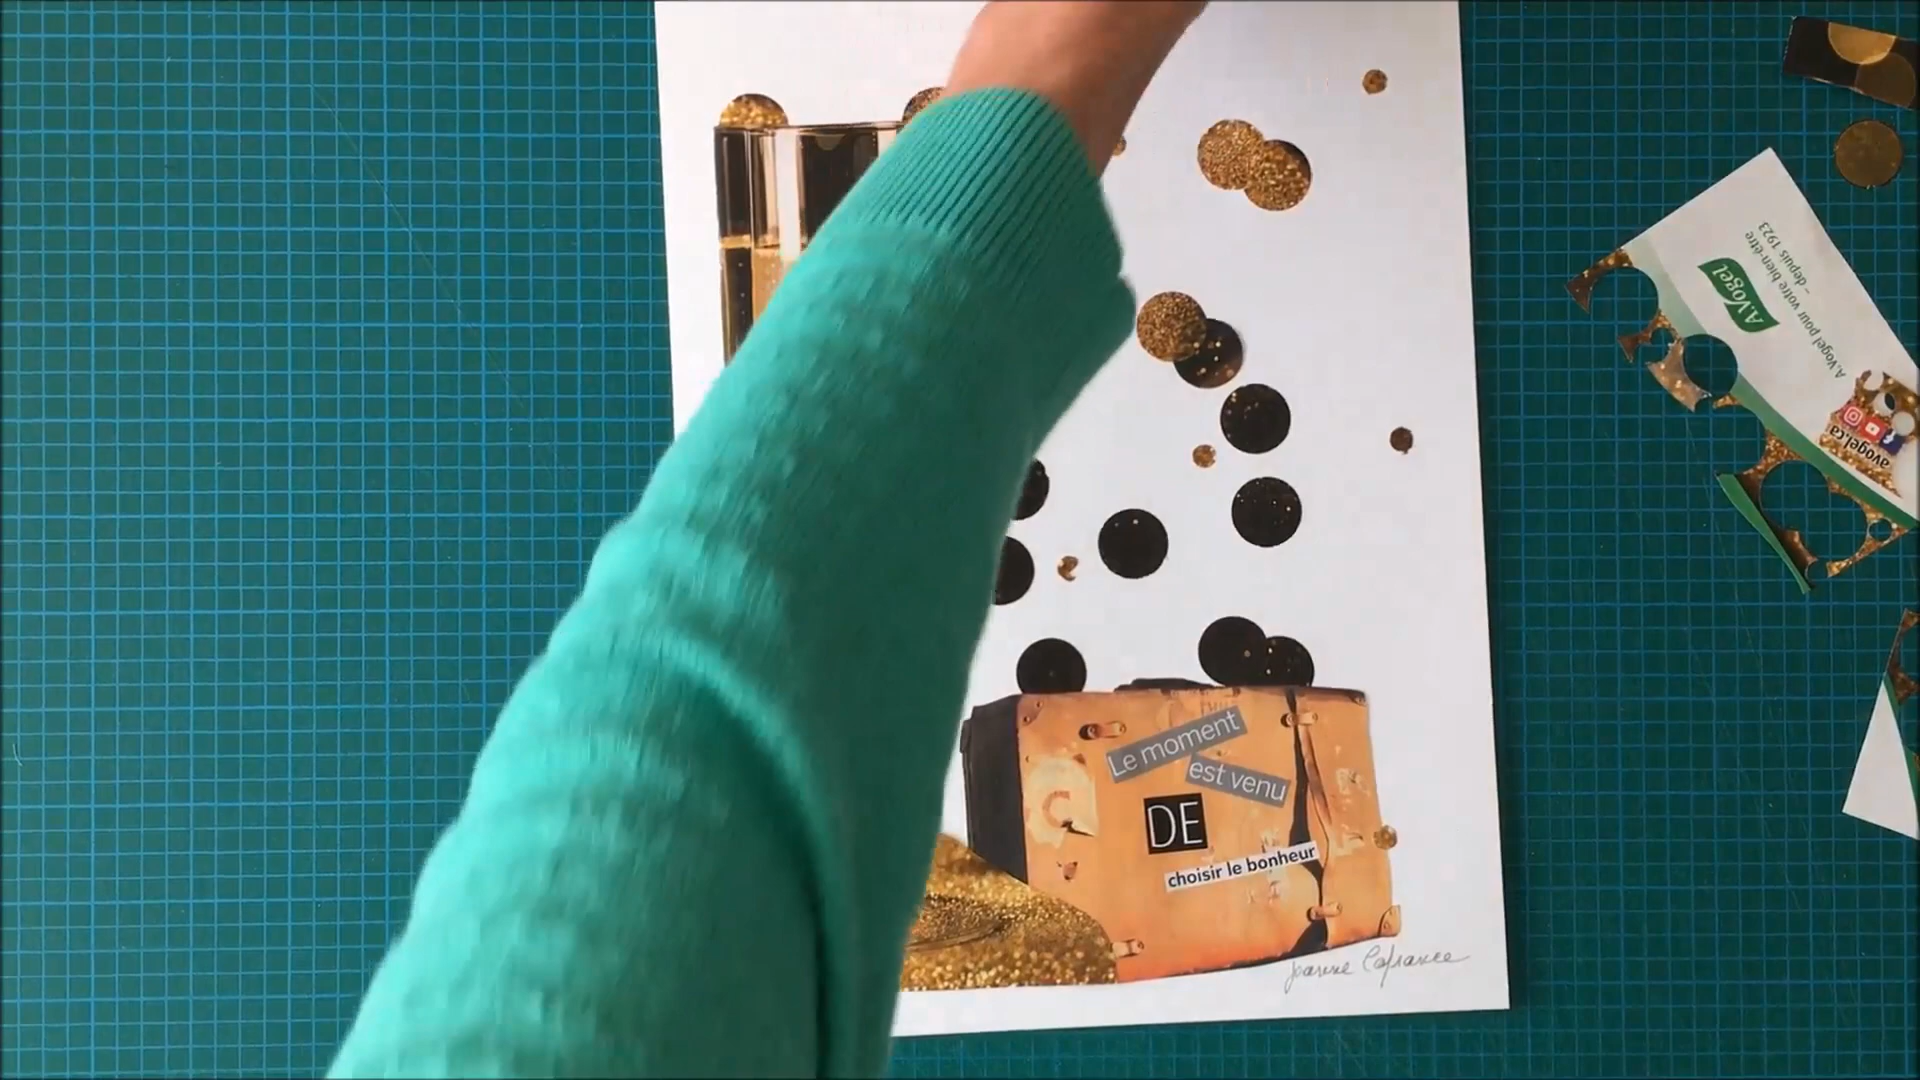 Le moment
est venu
DE
choisir le bonheur
Joanne Lafrance
A.Vogel
A.Vogel pour votre bien-être
– depuis 1923
avogel.ca